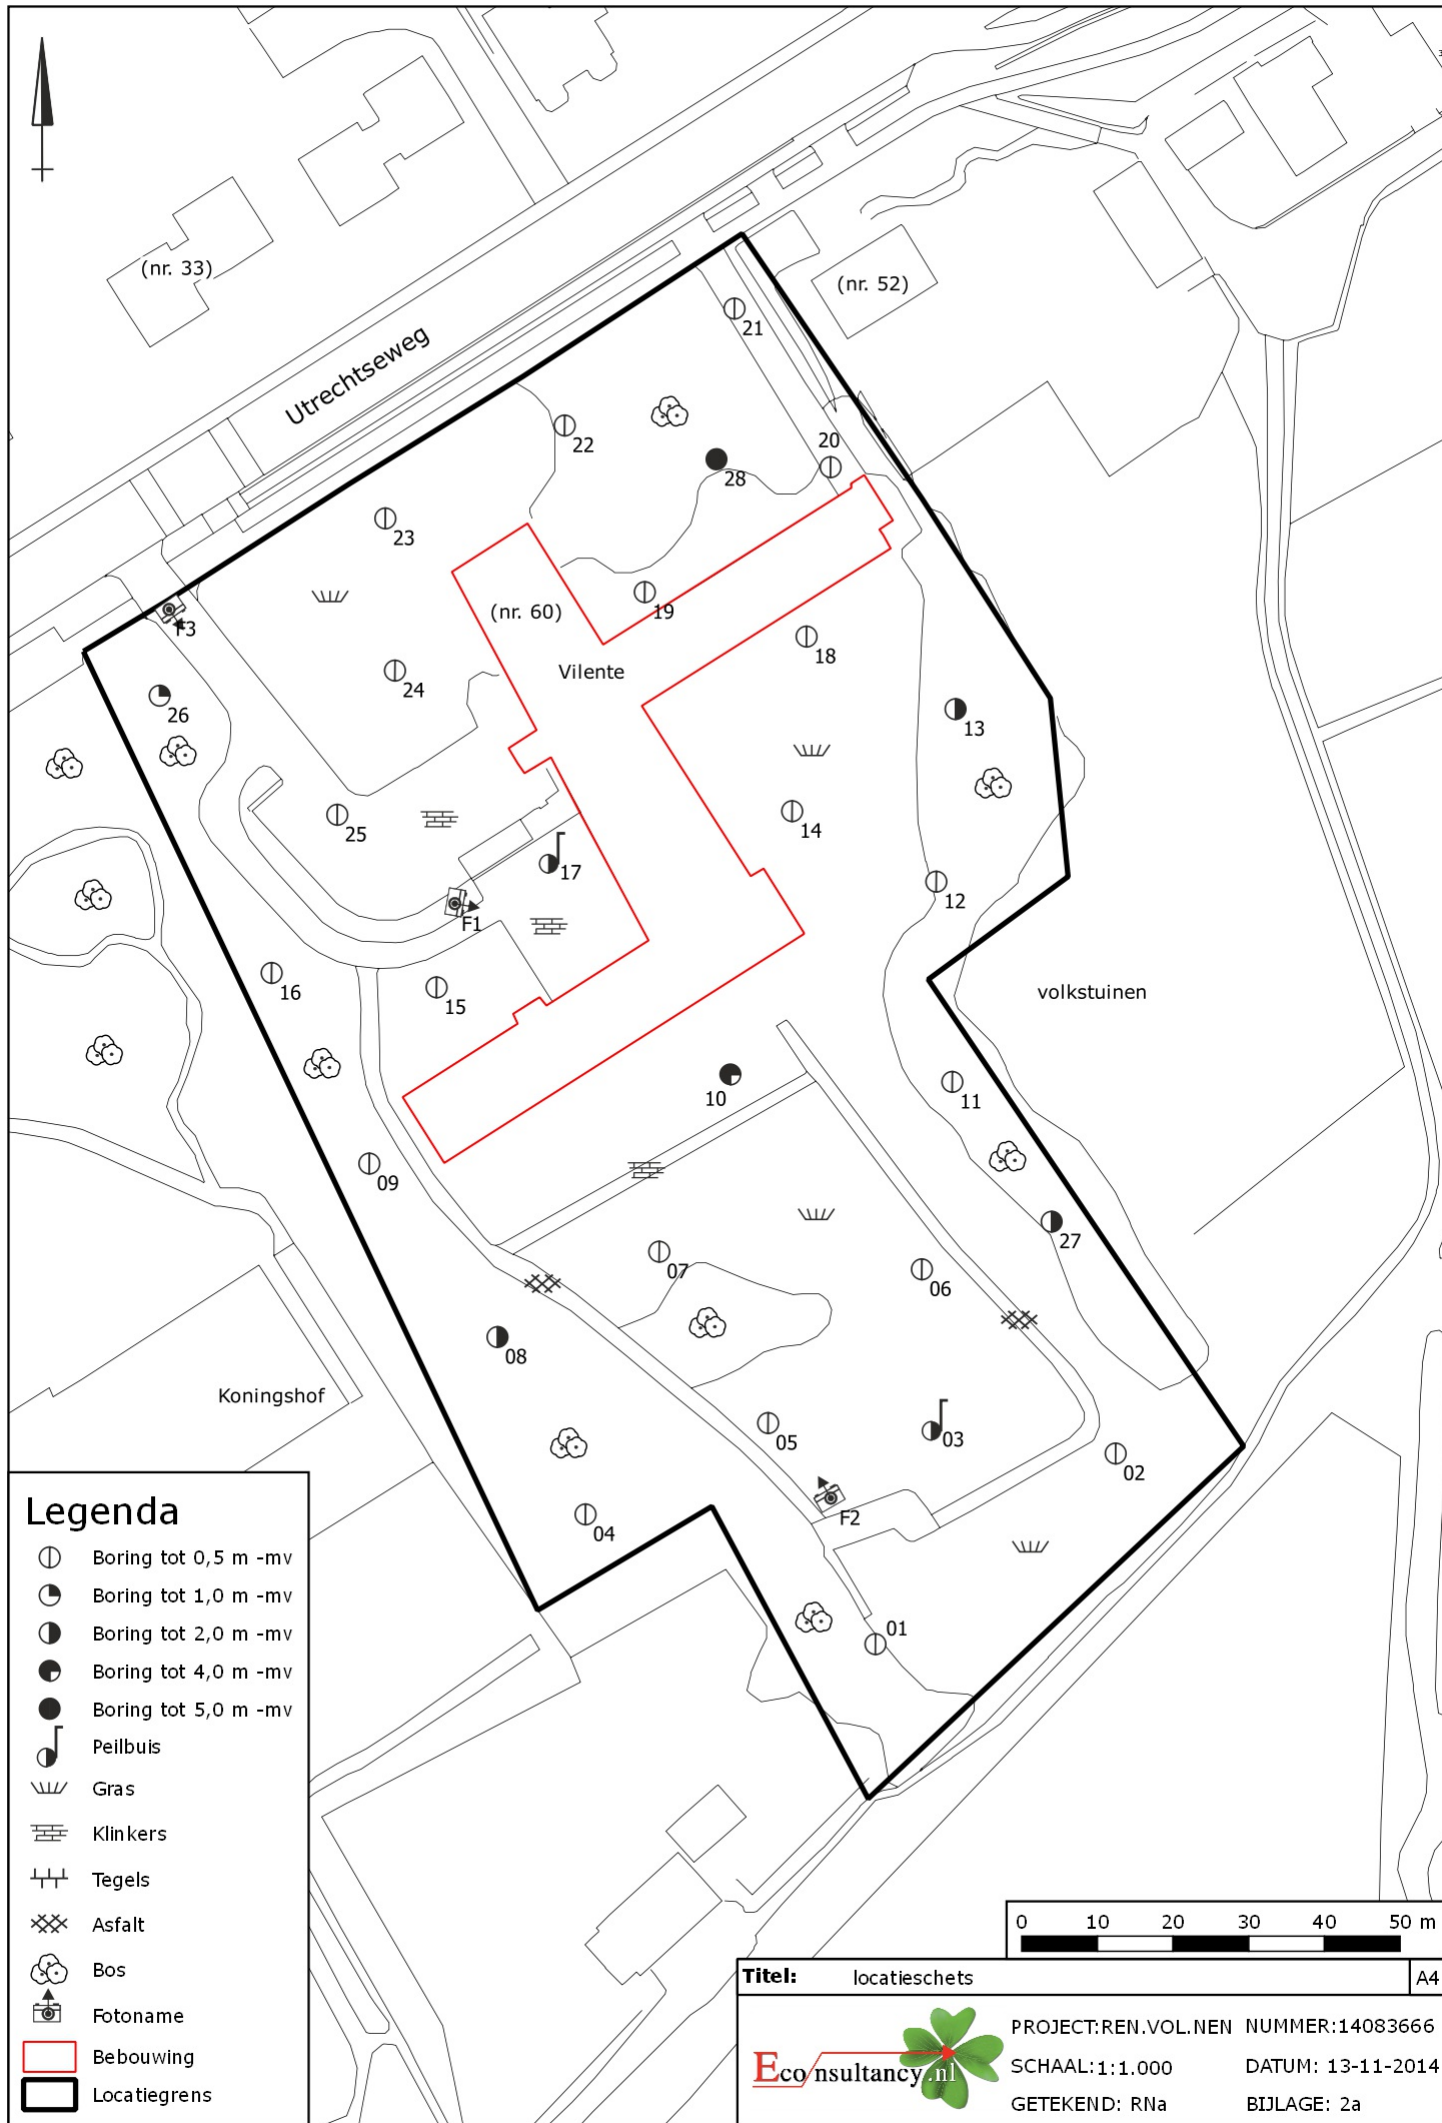 (nr. 33)
(nr. 52)
Utrechtseweg
21
20
22
28
23
19
(nr. 60)
F3
18
24
Vilente
26
13
25
14
17
12
F1
16
15
volkstuinen
11
10
09
27
07
06
08
Koningshof
05
03
02
F2
04
01
Legenda
Boring tot 0,5 m -mv
Boring tot 1,0 m -mv
Boring tot 2,0 m -mv
Boring tot 4,0 m -mv
Boring tot 5,0 m -mv
Peilbuis
Gras
Klinkers
Tegels
Asfalt
Bos
Fotoname
Bebouwing
Locatiegrens
0 10 20 30 40 50 m
Titel: locatieschets A4
Econsultancy.nl
PROJECT:REN.VOL.NEN NUMMER:14083666
SCHAAL:1:1.000 DATUM: 13-11-2014
GETEKEND: RNa BIJLAGE: 2a